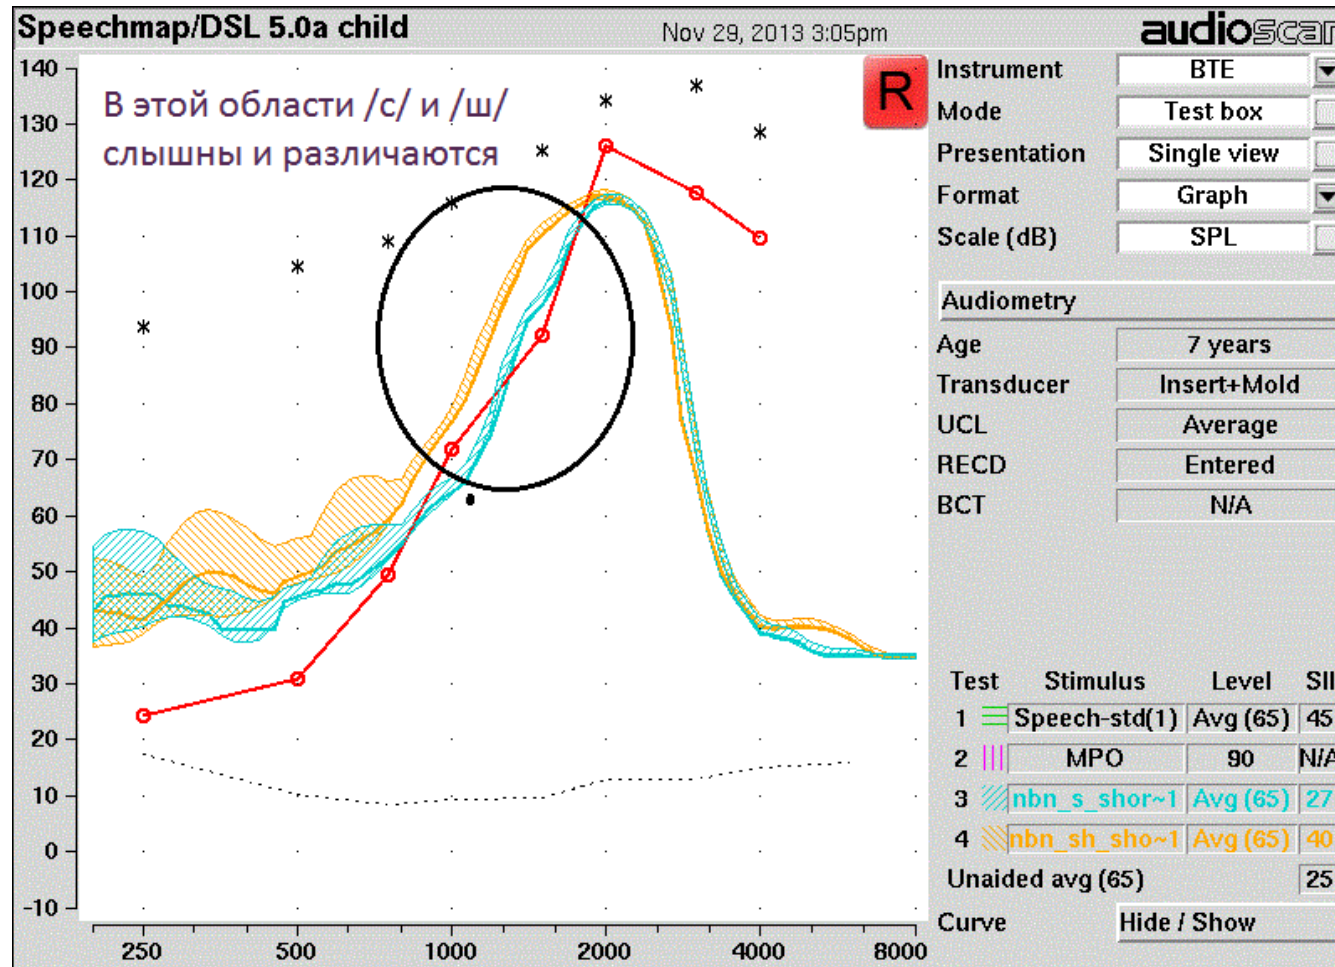 Speechmap/DSL 5.0a child
Nov 29, 2013 3:05pm
audioscan
В этой области /с/ и /ш/
слышны и различаются
R
140
130
120
110
100
90
80
70
60
50
40
30
20
10
0
-10
250 500 1000 2000 4000 8000
Instrument BTE
Mode Test box
Presentation Single view
Format Graph
Scale (dB) SPL
Audiometry
Age 7 years
Transducer Insert+Mold
UCL Average
RECD Entered
BCT N/A
Test Stimulus Level SII
1 Speech-std(1) Avg (65) 45
2 MPO 90 N/A
3 nbn_s_shor~1 Avg (65) 27
4 nbn_sh_sho~1 Avg (65) 40
Unaided avg (65) 25
Curve Hide / Show